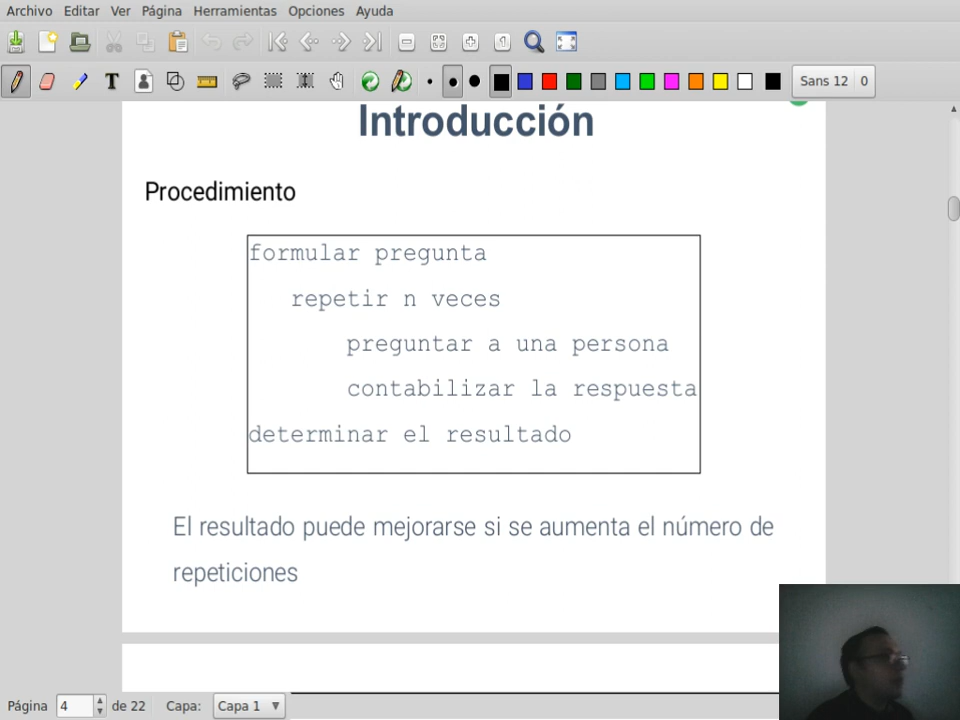 Archivo Editar Ver Página Herramientas Opciones Ayuda
T Sans 12 0
Introducción
Procedimiento
formular pregunta
repetir n veces
preguntar a una persona
contabilizar la respuesta
determinar el resultado
El resultado puede mejorarse si se aumenta el número de
repeticiones
Página 4 de 22 Capa: Capa 1